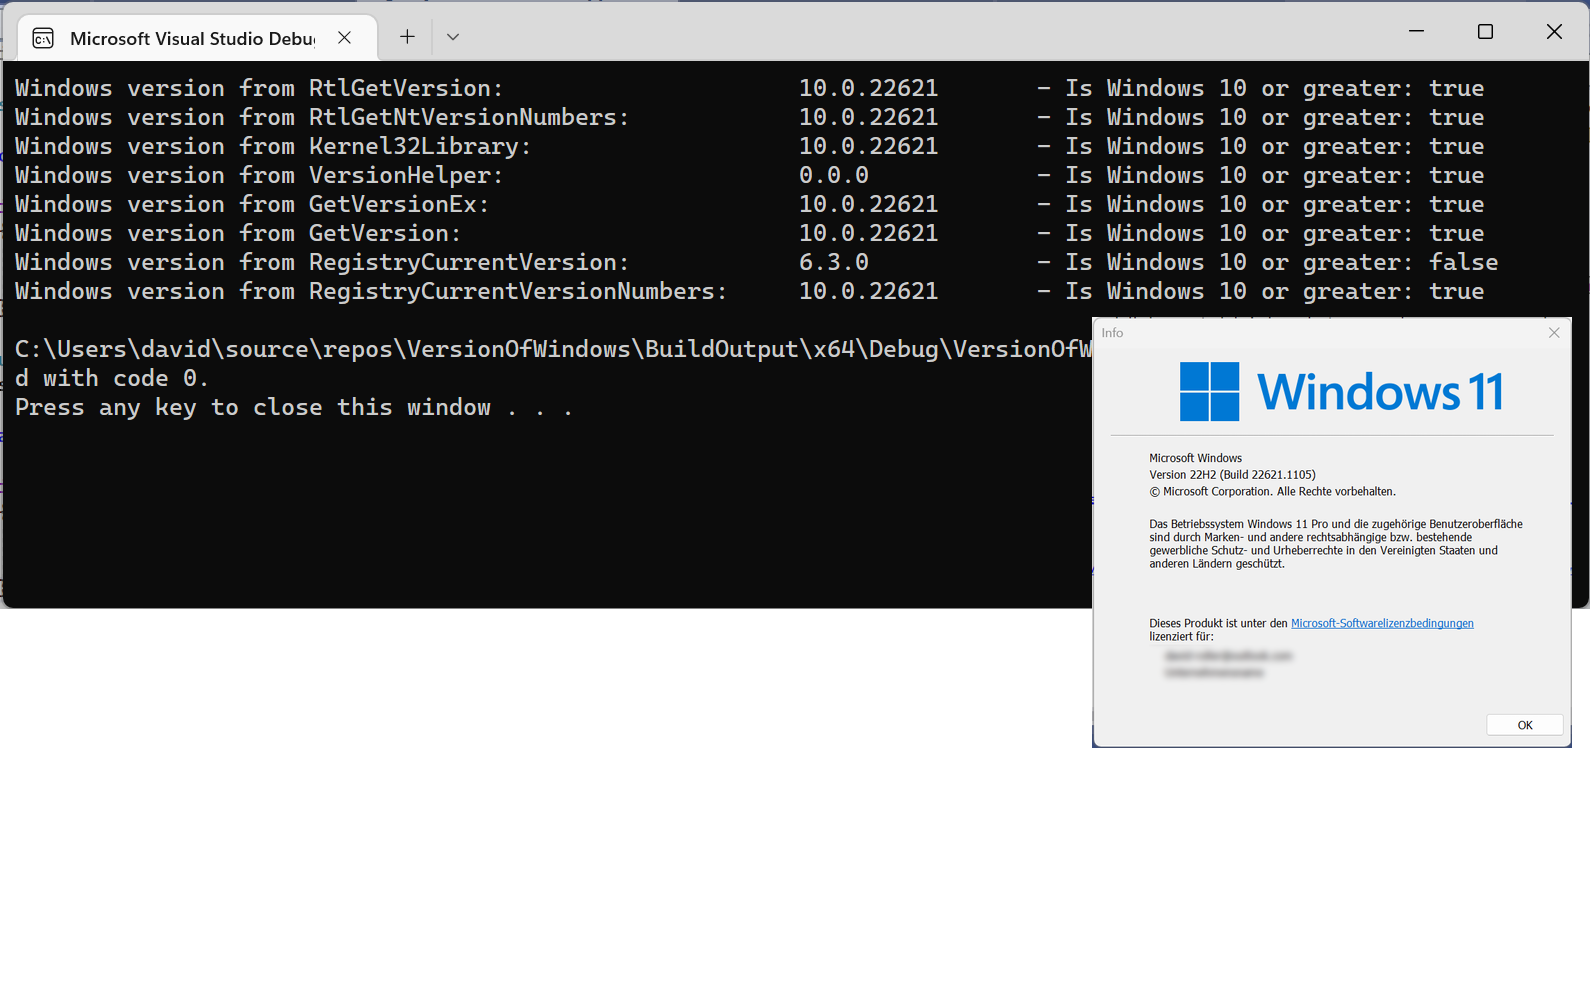 Microsoft Visual Studio Debu
Windows version from RtlGetVersion: 10.0.22621 - Is Windows 10 or greater: true
Windows version from RtlGetNtVersionNumbers: 10.0.22621 - Is Windows 10 or greater: true
Windows version from Kernel32Library: 10.0.22621 - Is Windows 10 or greater: true
Windows version from VersionHelper: 0.0.0 - Is Windows 10 or greater: true
Windows version from GetVersionEx: 10.0.22621 - Is Windows 10 or greater: true
Windows version from GetVersion: 10.0.22621 - Is Windows 10 or greater: true
Windows version from RegistryCurrentVersion: 6.3.0 - Is Windows 10 or greater: false
Windows version from RegistryCurrentVersionNumbers: 10.0.22621 - Is Windows 10 or greater: true
C:\Users\david\source\repos\VersionOfWindows\BuildOutput\x64\Debug\VersionOfW
d with code 0.
Press any key to close this window . . .
Info
Windows 11
Microsoft Windows
Version 22H2 (Build 22621.1105)
© Microsoft Corporation. Alle Rechte vorbehalten.
Das Betriebssystem Windows 11 Pro und die zugehörige Benutzeroberfläche
sind durch Marken- und andere rechtsabhängige bzw. bestehende
gewerbliche Schutz- und Urheberrechte in den Vereinigten Staaten und
anderen Ländern geschützt.
Dieses Produkt ist unter den Microsoft-Softwarelizenzbedingungen
lizenziert für:
OK